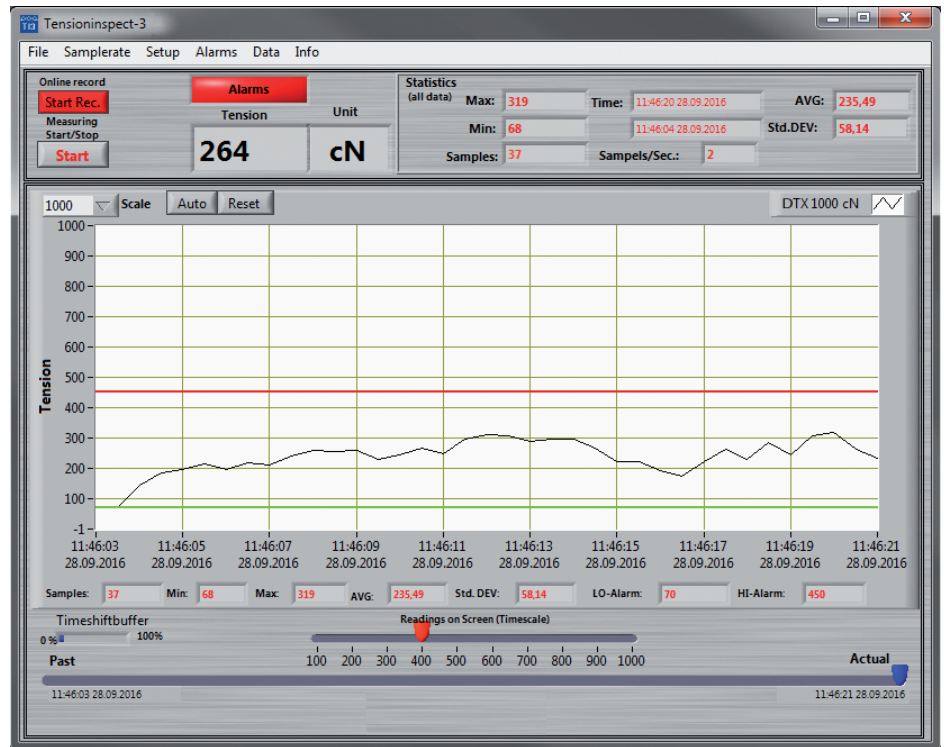 Tensioninspect-3
File Samplerate Setup Alarms Data Info
Online record
Start Rec.
Measuring
Start/Stop
Start
Alarms
Tension
Unit
264
cN
Statistics
(all data)
Max: 319 Time: 11:46:20 28.09.2016 AVG: 235,49
Min: 68 11:46:04 28.09.2016 Std.DEV: 58,14
Samples: 37 Sampels/Sec.: 2
1000 Scale Auto Reset
DTX 1000 cN
Tension
1000
900
800
700
600
500
400
300
200
100
-1
11:46:03 11:46:05 11:46:07 11:46:09 11:46:11 11:46:13 11:46:15 11:46:17 11:46:19 11:46:21
28.09.2016 28.09.2016 28.09.2016 28.09.2016 28.09.2016 28.09.2016 28.09.2016 28.09.2016 28.09.2016 28.09.2016
Samples: 37 Min: 68 Max: 319 AVG: 235,49 Std. DEV: 58,14 LO-Alarm: 70 HI-Alarm: 450
Timeshiftbuffer
0 % 100%
Readings on Screen (Timescale)
100 200 300 400 500 600 700 800 900 1000
Past
Actual
11:46:03 28.09.2016
11:46:21 28.09.2016